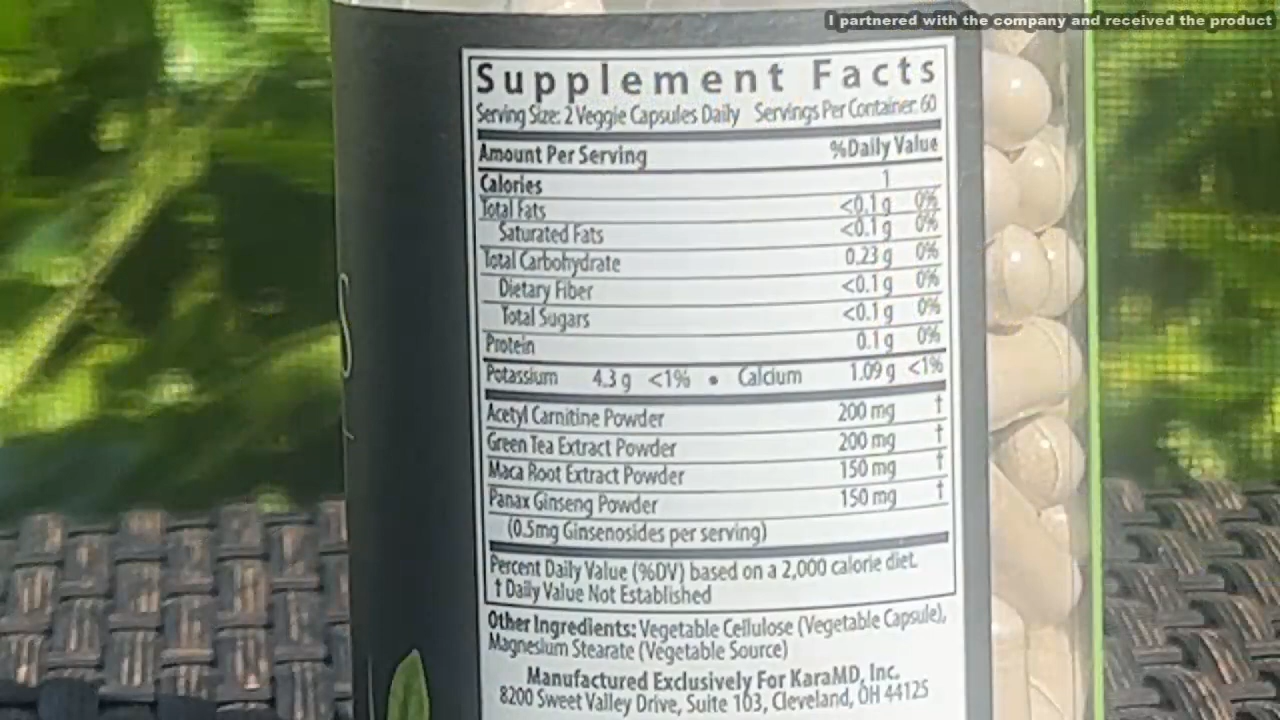 I partnered with the company and received the product
Supplement Facts
Serving Size: 2 Veggie Capsules Daily Servings Per Container: 60
Amount Per Serving %Daily Value
Calories 1
Total Fats <0.1 g 0%
Saturated Fats <0.1 g 0%
Total Carbohydrate 0.23 g 0%
Dietary Fiber <0.1 g 0%
Total Sugars <0.1 g 0%
Protein 0.1 g 0%
Potassium 4.3 g <1% • Calcium 1.09 g <1%
Acetyl Carnitine Powder 200 mg †
Green Tea Extract Powder 200 mg †
Maca Root Extract Powder 150 mg †
Panax Ginseng Powder 150 mg †
(0.5mg Ginsenosides per serving)
Percent Daily Value (%DV) based on a 2,000 calorie diet.
† Daily Value Not Established
Other Ingredients: Vegetable Cellulose (Vegetable Capsule),
Magnesium Stearate (Vegetable Source)
Manufactured Exclusively For KaraMD, Inc.
8200 Sweet Valley Drive, Suite 103, Cleveland, OH 44125